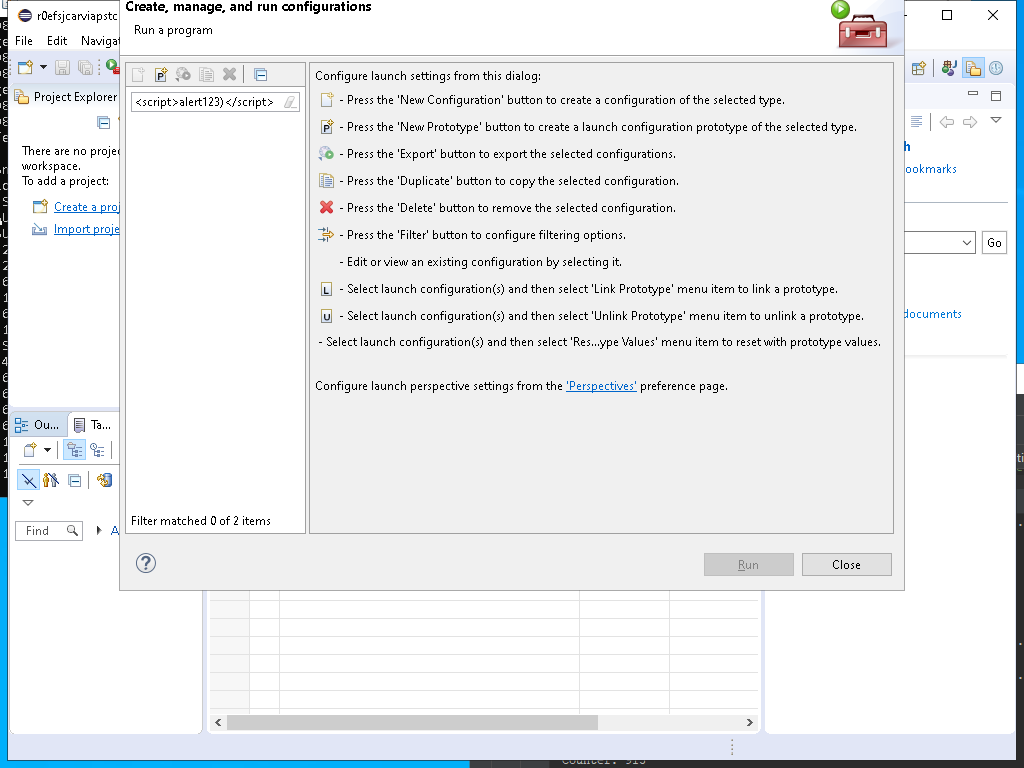 r0efsjcarviapstc
Create, manage, and run configurations
Run a program
File Edit Navigat
Project Explorer
There are no projec
workspace.
To add a project:
Create a proj
Import proje
<script>alert123)</script>
Filter matched 0 of 2 items
Configure launch settings from this dialog:
- Press the 'New Configuration' button to create a configuration of the selected type.
- Press the 'New Prototype' button to create a launch configuration prototype of the selected type.
- Press the 'Export' button to export the selected configurations.
- Press the 'Duplicate' button to copy the selected configuration.
- Press the 'Delete' button to remove the selected configuration.
- Press the 'Filter' button to configure filtering options.
- Edit or view an existing configuration by selecting it.
L - Select launch configuration(s) and then select 'Link Prototype' menu item to link a prototype.
U - Select launch configuration(s) and then select 'Unlink Prototype' menu item to unlink a prototype.
- Select launch configuration(s) and then select 'Res...ype Values' menu item to reset with prototype values.
Configure launch perspective settings from the 'Perspectives' preference page.
Run
Close
h
ookmarks
Go
documents
Ou...
Ta...
Find
A
Counter: 913